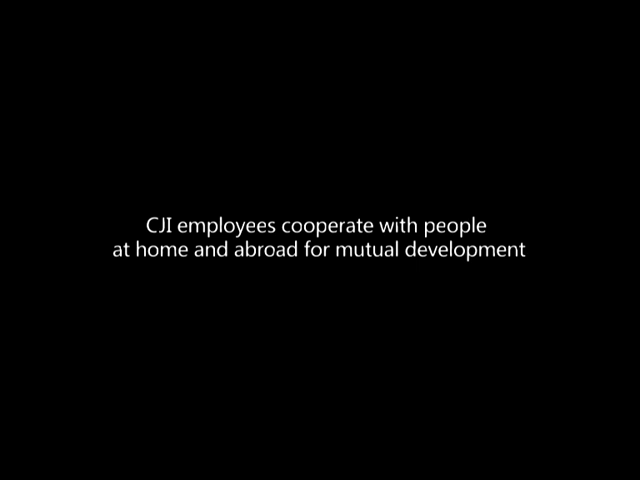 CJI employees cooperate with people
at home and abroad for mutual development